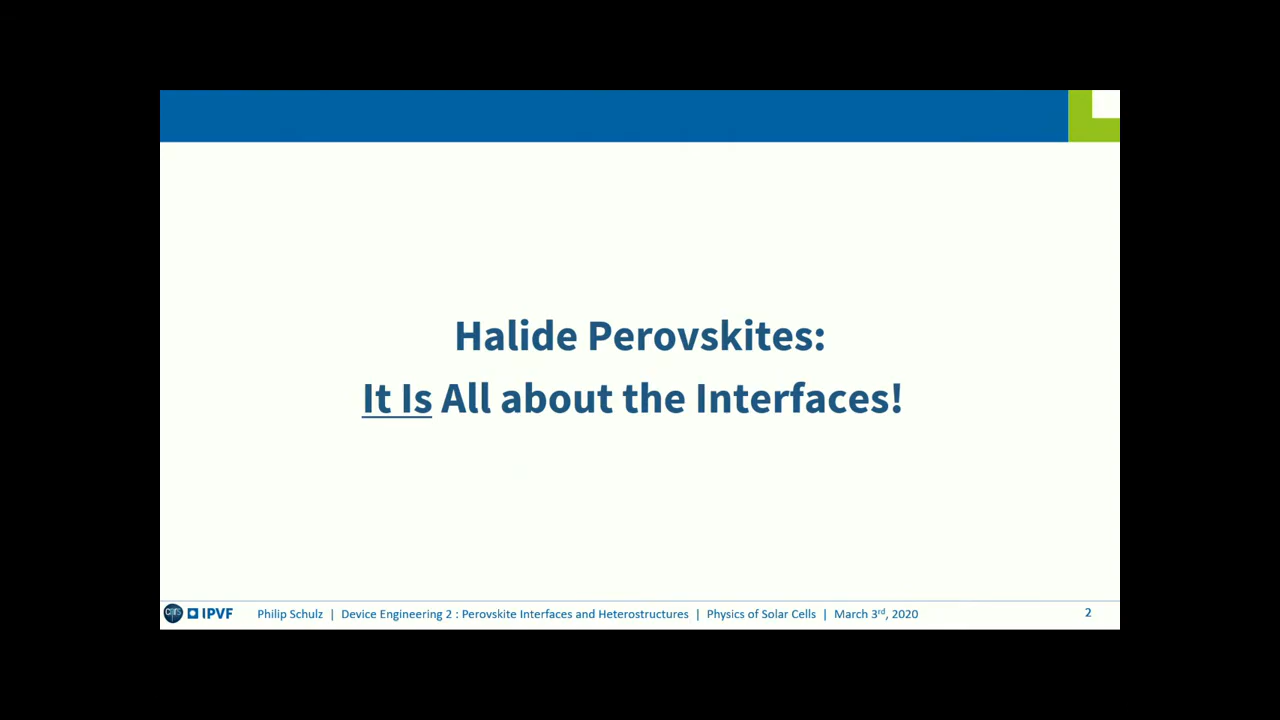 Halide Perovskites:
It Is All about the Interfaces!
cnrs IPVF Philip Schulz | Device Engineering 2 : Perovskite Interfaces and Heterostructures | Physics of Solar Cells | March 3rd, 2020 2